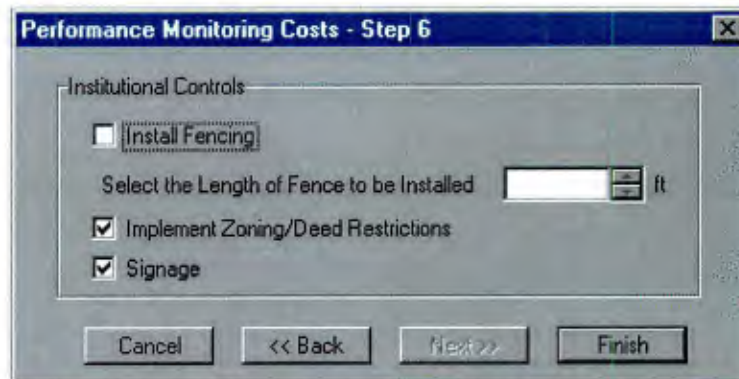 Performance Monitoring Costs - Step 6
Institutional Controls
Install Fencing
Select the Length of Fence to be Installed ft
Implement Zoning/Deed Restrictions
Signage
Cancel << Back Next >> Finish